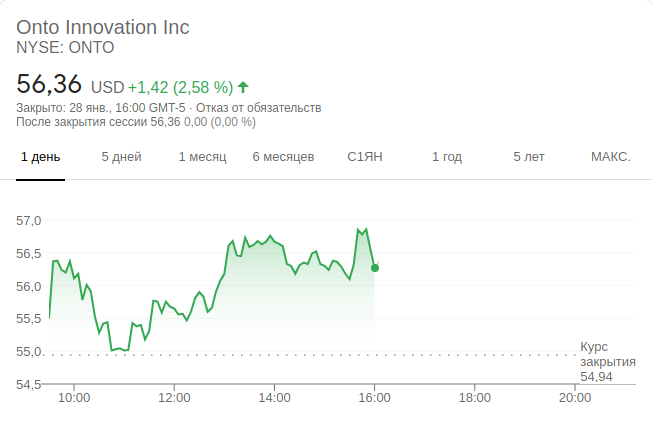 Onto Innovation Inc
NYSE: ONTO
56,36 USD +1,42 (2,58 %)
Закрыто: 28 янв., 16:00 GMT-5 · Отказ от обязательств
После закрытия сессии 56,36 0,00 (0,00 %)
1 день 5 дней 1 месяц 6 месяцев С1ЯН 1 год 5 лет МАКС.
57,0
56,5
56,0
55,5
55,0
54,5
Курс
закрытия
54,94
10:00 12:00 14:00 16:00 18:00 20:00